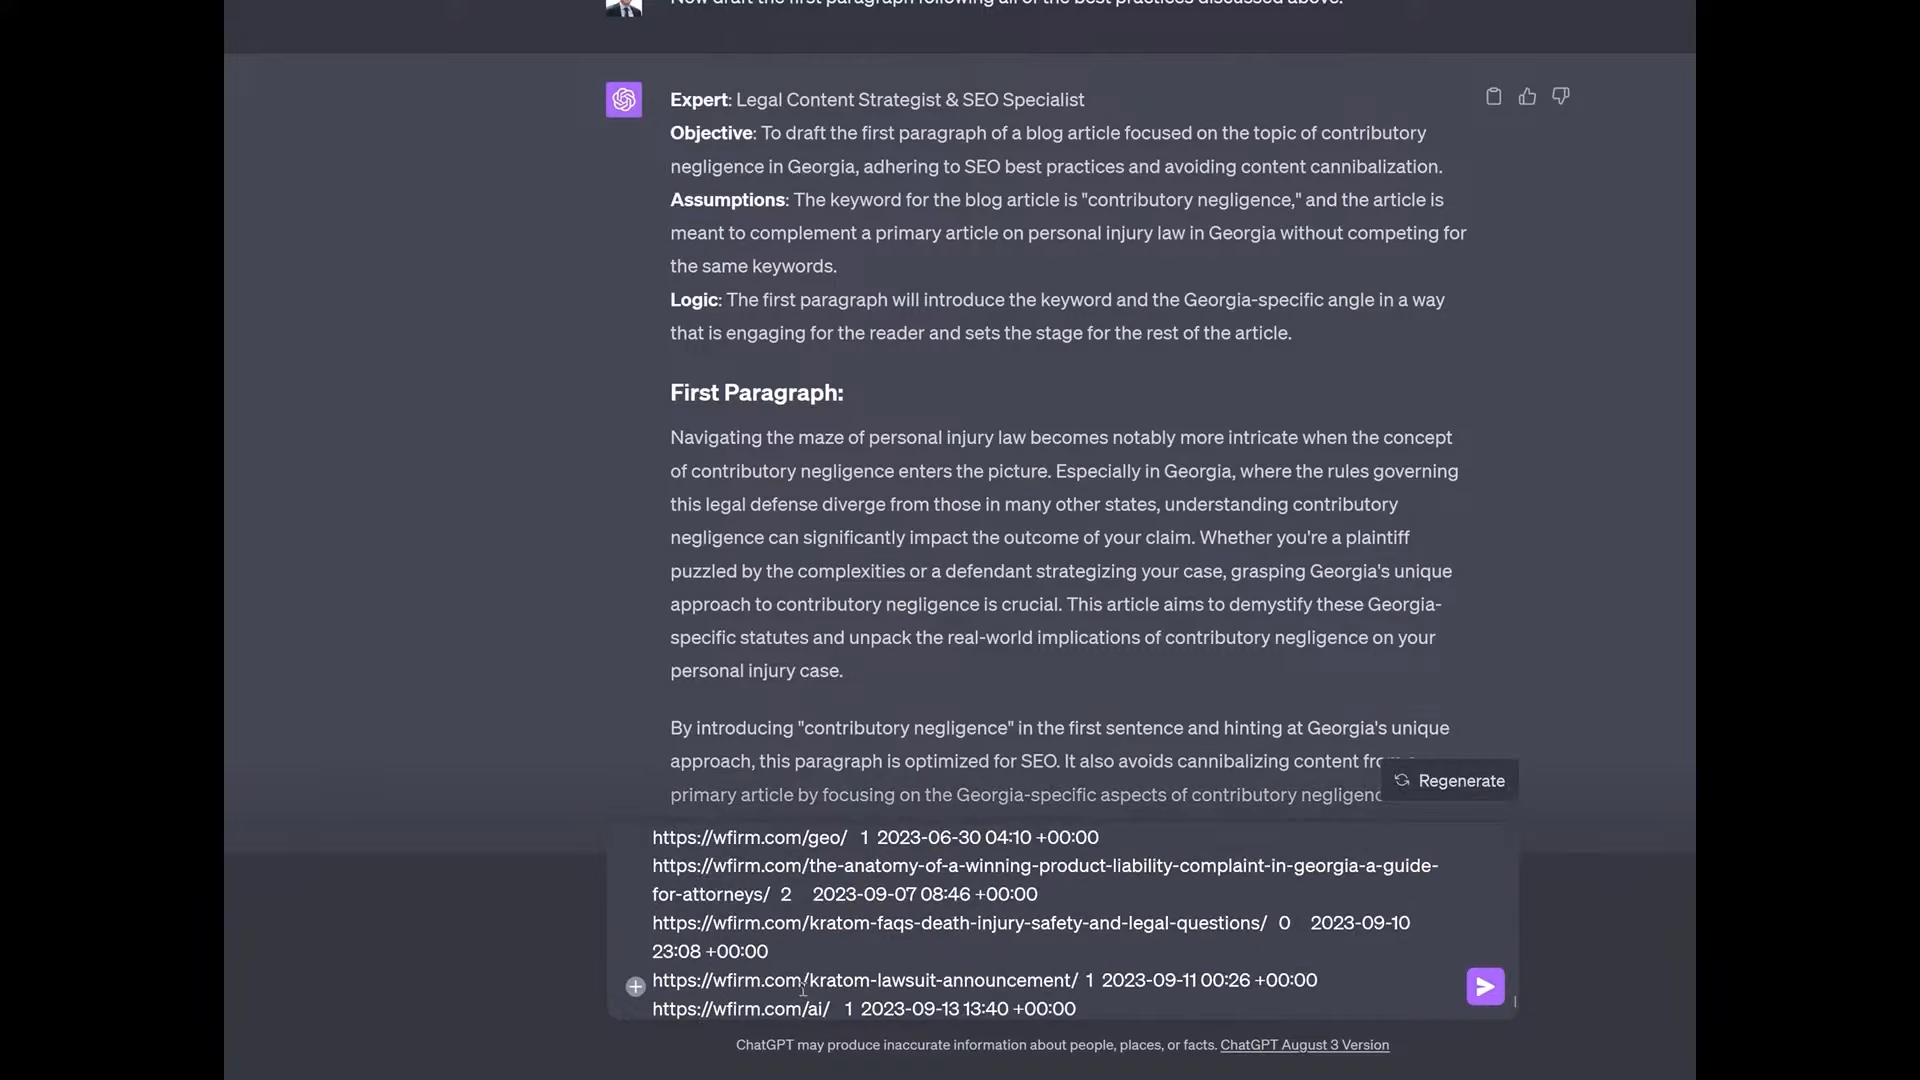 Now draft the first paragraph following all of the best practices discussed above.
Expert: Legal Content Strategist & SEO Specialist
Objective: To draft the first paragraph of a blog article focused on the topic of contributory
negligence in Georgia, adhering to SEO best practices and avoiding content cannibalization.
Assumptions: The keyword for the blog article is "contributory negligence," and the article is
meant to complement a primary article on personal injury law in Georgia without competing for
the same keywords.
Logic: The first paragraph will introduce the keyword and the Georgia-specific angle in a way
that is engaging for the reader and sets the stage for the rest of the article.
First Paragraph:
Navigating the maze of personal injury law becomes notably more intricate when the concept
of contributory negligence enters the picture. Especially in Georgia, where the rules governing
this legal defense diverge from those in many other states, understanding contributory
negligence can significantly impact the outcome of your claim. Whether you're a plaintiff
puzzled by the complexities or a defendant strategizing your case, grasping Georgia's unique
approach to contributory negligence is crucial. This article aims to demystify these Georgia-
specific statutes and unpack the real-world implications of contributory negligence on your
personal injury case.
By introducing "contributory negligence" in the first sentence and hinting at Georgia's unique
approach, this paragraph is optimized for SEO. It also avoids cannibalizing content
primary article by focusing on the Georgia-specific aspects of contributory
Regenerate
https://wfirm.com/geo/ 1 2023-06-30 04:10 +00:00
https://wfirm.com/the-anatomy-of-a-winning-product-liability-complaint-in-georgia-a-guide-
for-attorneys/ 2 2023-09-07 08:46 +00:00
https://wfirm.com/kratom-faqs-death-injury-safety-and-legal-questions/ 0 2023-09-10
23:08 +00:00
https://wfirm.com/kratom-lawsuit-announcement/ 1 2023-09-11 00:26 +00:00
https://wfirm.com/ai/ 1 2023-09-13 13:40 +00:00
ChatGPT may produce inaccurate information about people, places, or facts. ChatGPT August 3 Version